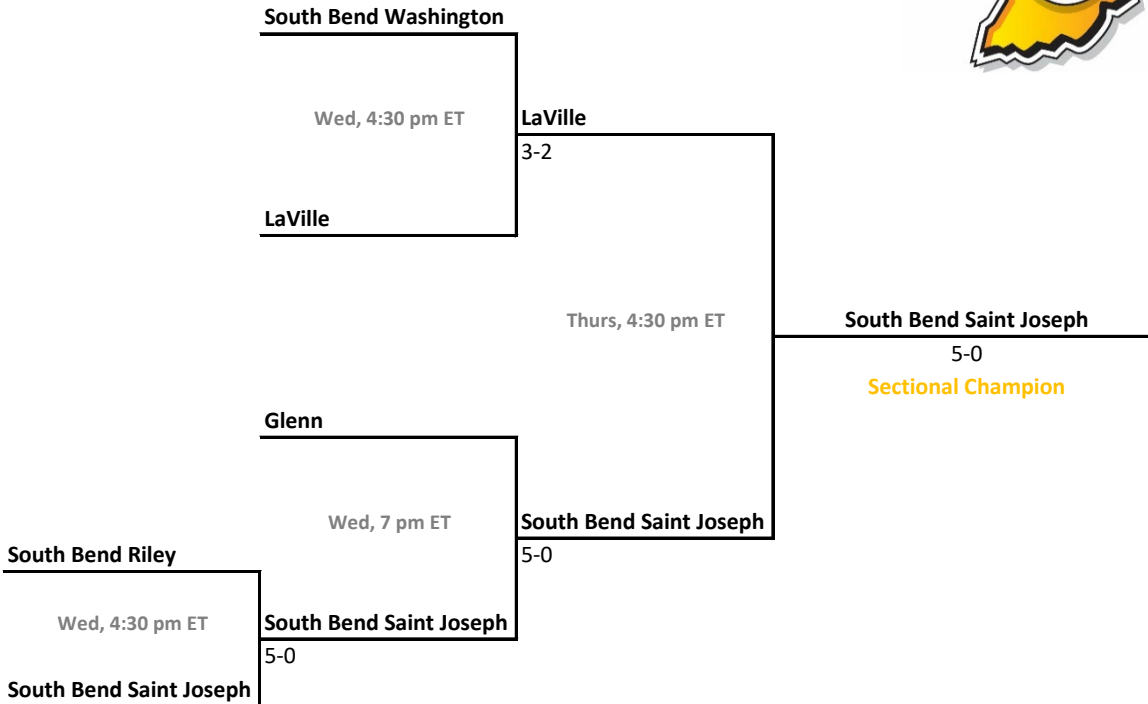 South Bend Washington
Wed, 4:30 pm ET
LaVille
3-2
LaVille
Thurs, 4:30 pm ET
South Bend Saint Joseph
5-0
Sectional Champion
Glenn
Wed, 7 pm ET
South Bend Saint Joseph
5-0
South Bend Riley
Wed, 4:30 pm ET
South Bend Saint Joseph
5-0
South Bend Saint Joseph